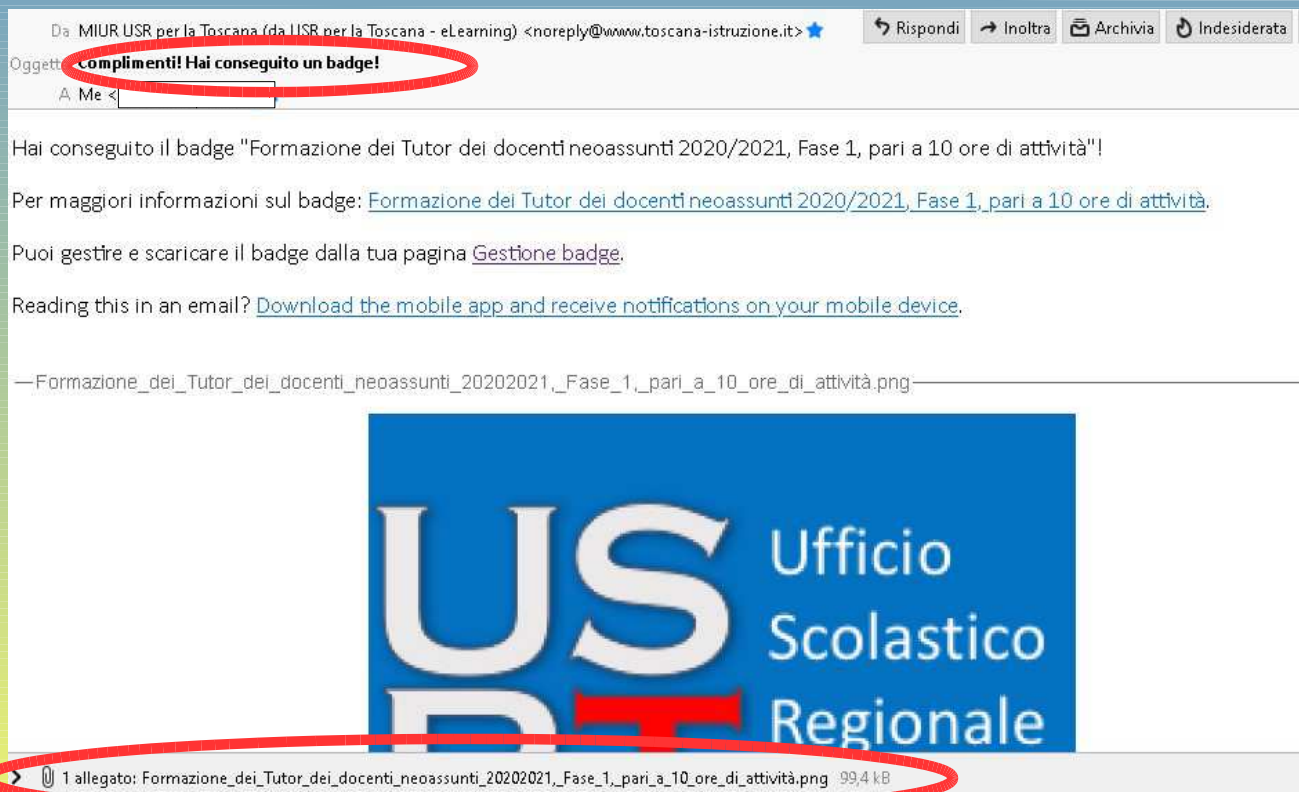 Da MIUR USR per la Toscana (da USR per la Toscana - eLearning) <noreply@www.toscana-istruzione.it> Rispondi Inoltra Archivia Indesiderata
Oggetto Complimenti! Hai conseguito un badge!
A Me <
Hai conseguito il badge "Formazione dei Tutor dei docenti neoassunti 2020/2021, Fase 1, pari a 10 ore di attività"!
Per maggiori informazioni sul badge: Formazione dei Tutor dei docenti neoassunti 2020/2021, Fase 1, pari a 10 ore di attività.
Puoi gestire e scaricare il badge dalla tua pagina Gestione badge.
Reading this in an email? Download the mobile app and receive notifications on your mobile device.
Formazione_dei_Tutor_dei_docenti_neoassunti_20202021,_Fase_1,_pari_a_10_ore_di_attività.png
US
Ufficio
Scolastico
RT
Regionale
1 allegato: Formazione_dei_Tutor_dei_docenti_neoassunti_20202021,_Fase_1,_pari_a_10_ore_di_attività.png 99,4 kB